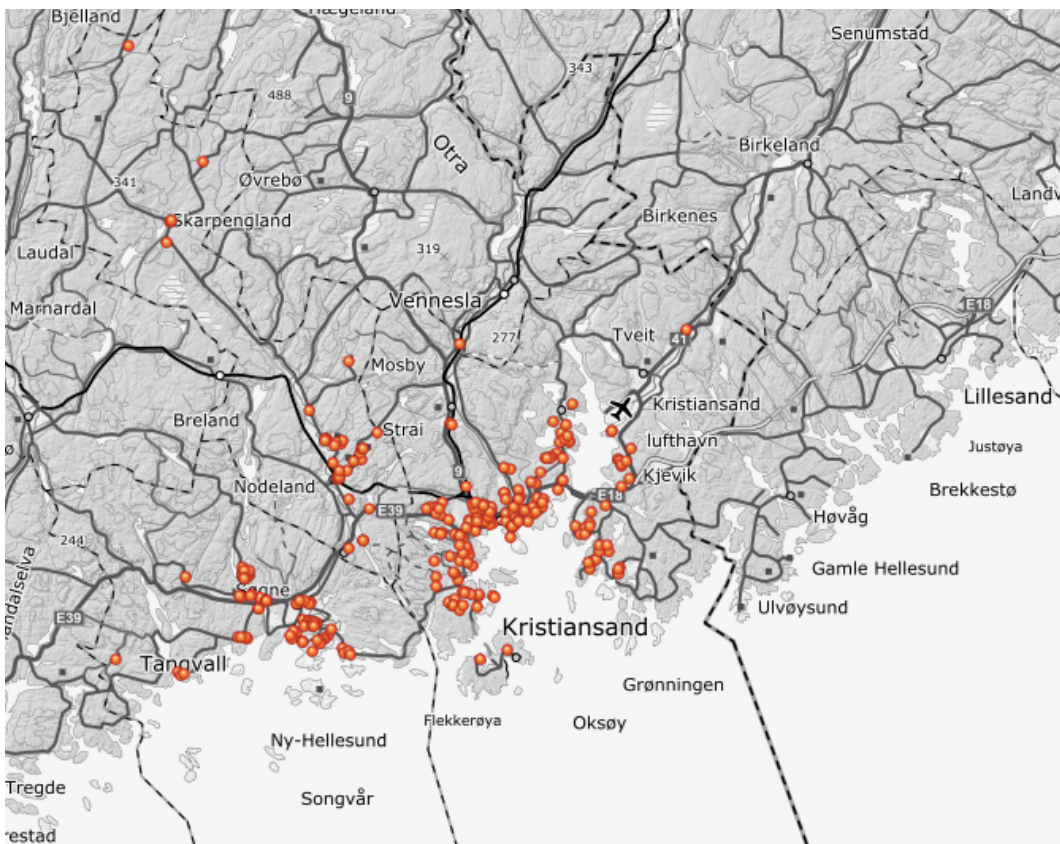 Bjelland
Hægeland
Senumstad
343
488
9
Otra
Birkeland
341
Øvrebø
Landv
Skarpengland
Birkenes
Laudal
319
Vennesla
E18
Marnardal
277
Tveit
41
Mosby
Lillesand
Breland
Strai
Kristiansand
lufthavn
Justøya
ø
9
Kjevik
Nodeland
E18
Brekkestø
E39
Høvåg
244
andalselva
Søgne
Gamle Hellesund
E39
Ulvøysund
Kristiansand
Tangvall
Grønningen
Flekkerøya
Oksøy
Ny-Hellesund
Tregde
Songvår
restad